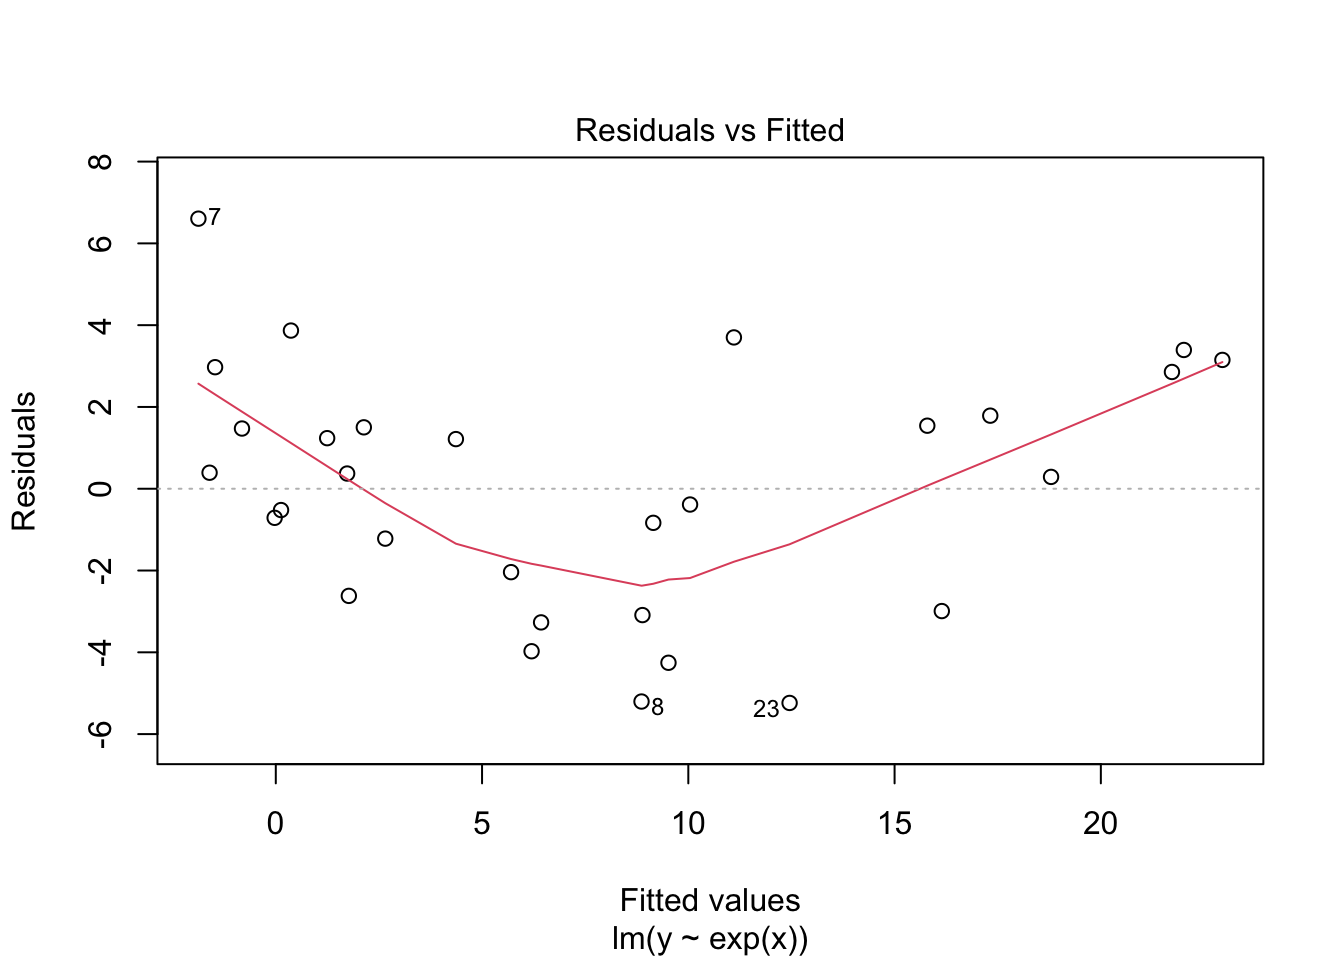 Residuals vs Fitted
8
6
4
2
0
-2
-4
-6
Residuals
7
8
23
0 5 10 15 20
Fitted values
lm(y ~ exp(x))